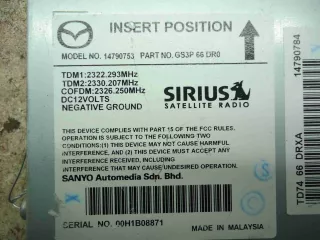 INSERT POSITION
MODEL NO. 14790753 PART NO. GS3P 66 DR0
TDM1:2322.293MHz
TDM2:2330.207MHz
COFDM:2326.250MHz
DC12VOLTS
NEGATIVE GROUND
SIRIUS
SATELLITE RADIO
THIS DEVICE COMPLIES WITH PART 15 OF THE FCC RULES.
OPERATION IS SUBJECT TO THE FOLLOWING TWO
CONDITIONS:(1) THIS DEVICE MAY NOT CAUSE HARMFUL
INTERFERENCE, AND (2) THIS DEVICE MUST ACCEPT ANY
INTERFERENCE RECEIVED, INCLUDING INTERFERENCE
THAT MAY CAUSE UNDESIRED OPERATION.
SANYO Automedia Sdn. Bhd.
SERIAL NO. 00H1B08871
MADE IN MALAYSIA
14790784
TD74 66 DRXA